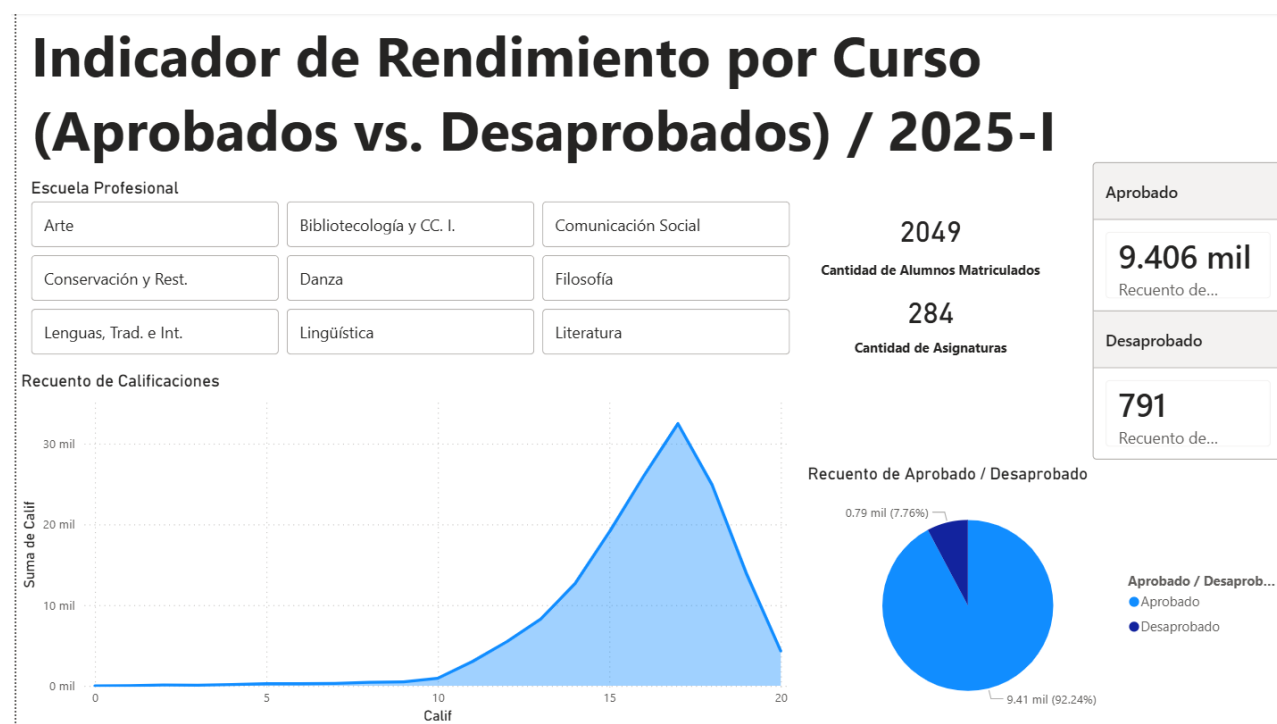 Indicador de Rendimiento por Curso
(Aprobados vs. Desaprobados) / 2025-I
Escuela Profesional
Arte
Bibliotecología y CC. I.
Comunicación Social
Conservación y Rest.
Danza
Filosofía
Lenguas, Trad. e Int.
Lingüística
Literatura
2049
Cantidad de Alumnos Matriculados
284
Cantidad de Asignaturas
Aprobado
9.406 mil
Recuento de...
Desaprobado
791
Recuento de...
Recuento de Calificaciones
Suma de Calif
30 mil
20 mil
10 mil
0 mil
0
5
10
15
20
Calif
Recuento de Aprobado / Desaprobado
0.79 mil (7.76%)
9.41 mil (92.24%)
Aprobado / Desaprob...
Aprobado
Desaprobado